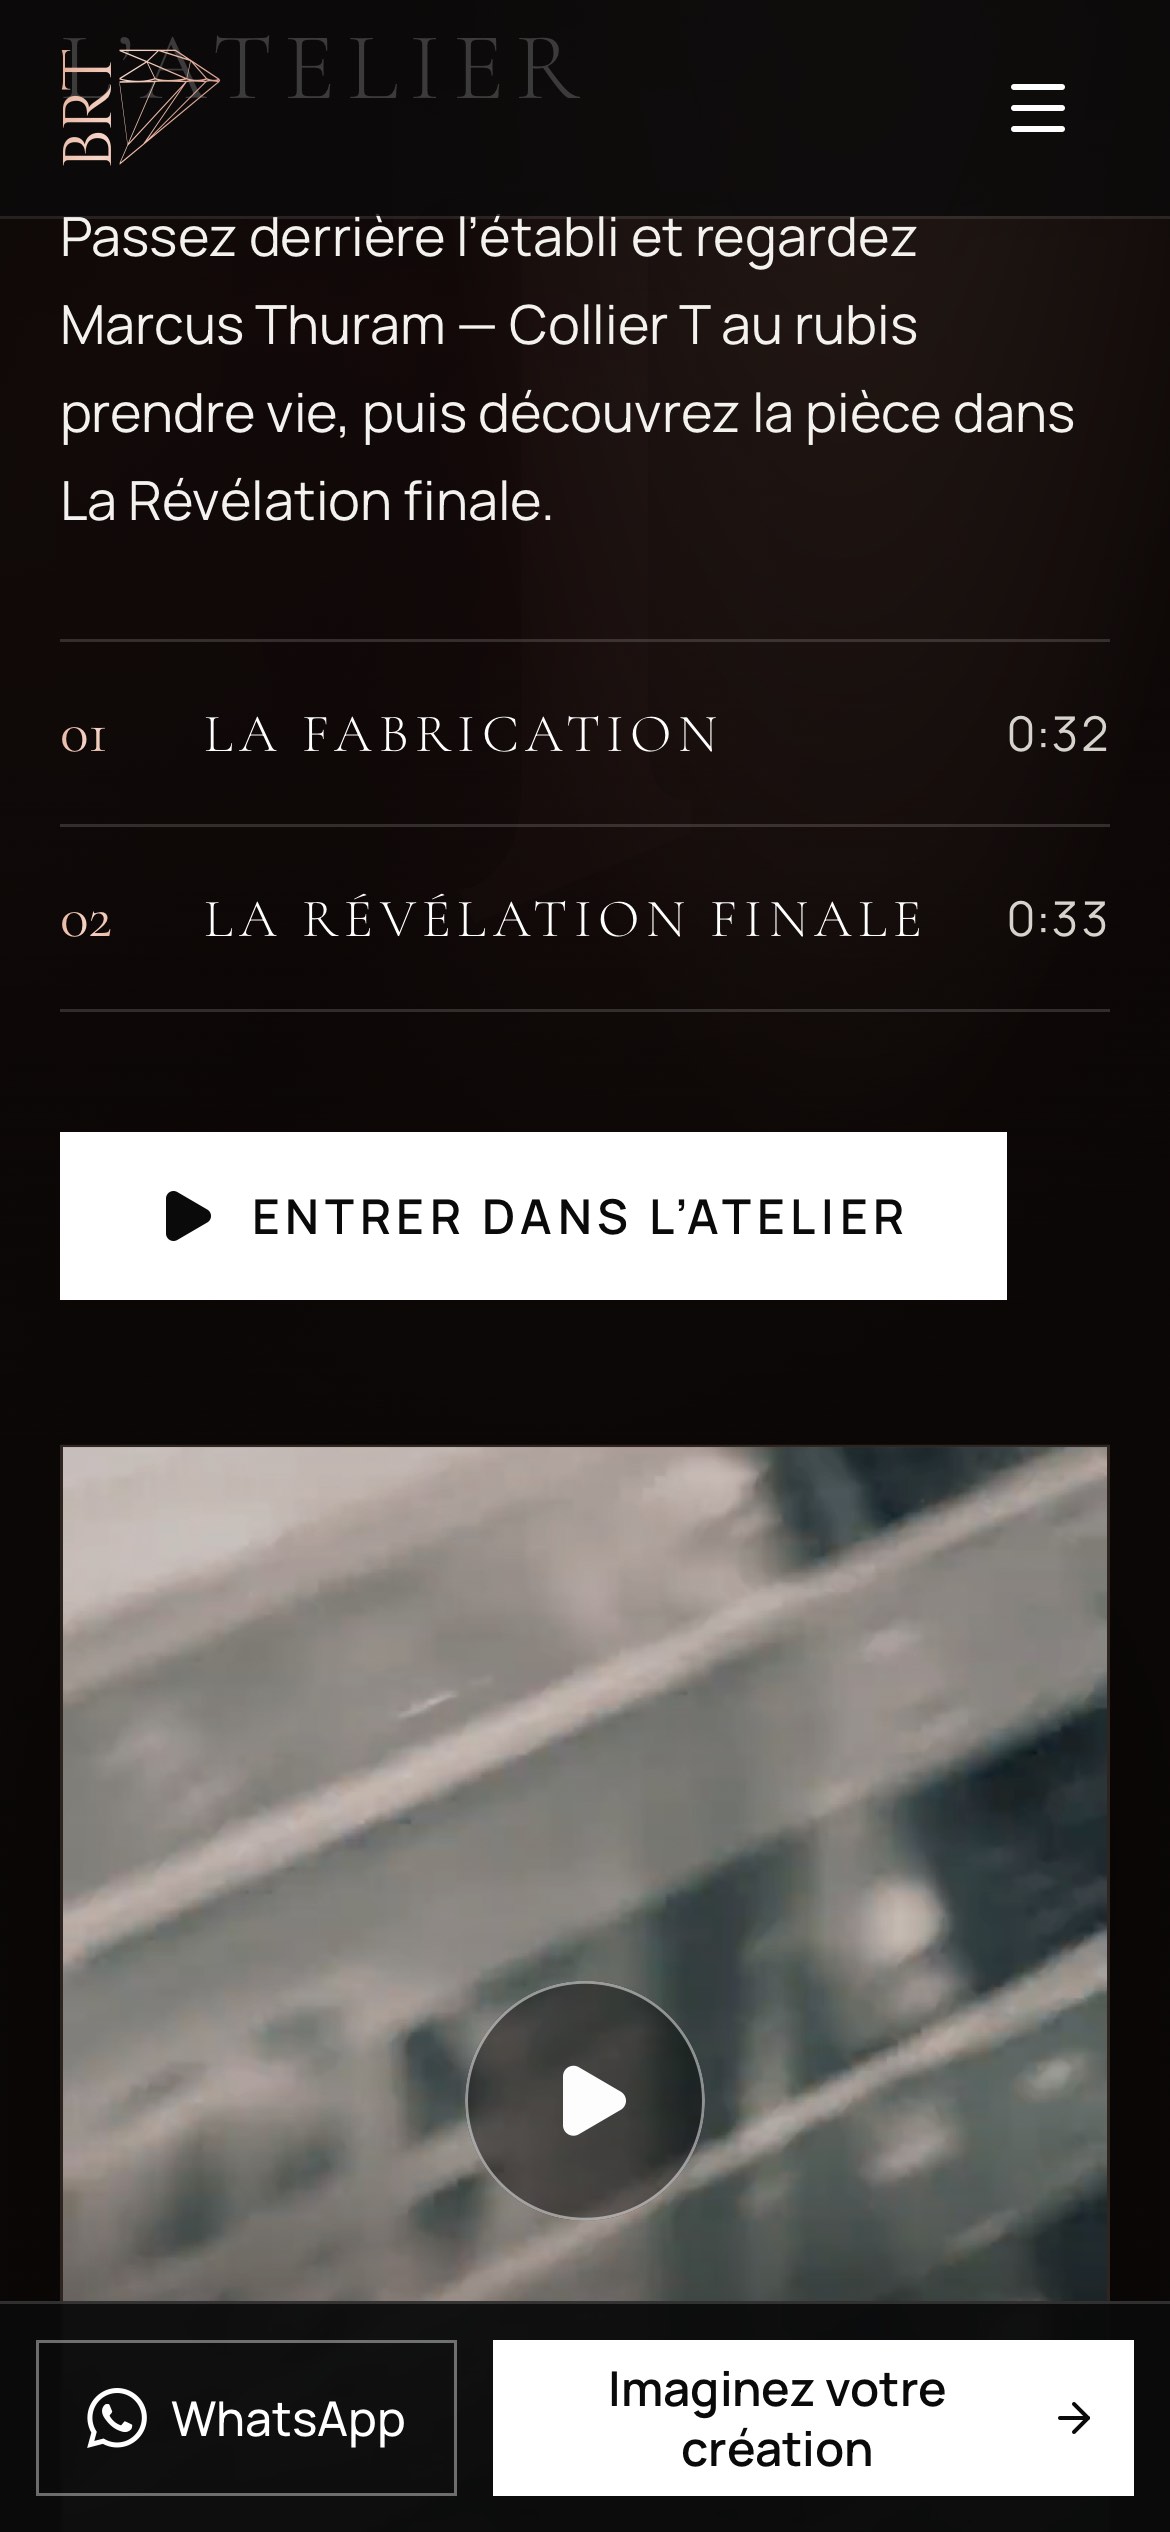 L’ATELIER
BRT
Passez derrière l’établi et regardez
Marcus Thuram — Collier T au rubis
prendre vie, puis découvrez la pièce dans
La Révélation finale.
01 LA FABRICATION 0:32
02 LA RÉVÉLATION FINALE 0:33
ENTRER DANS L’ATELIER
WhatsApp
Imaginez votre
création